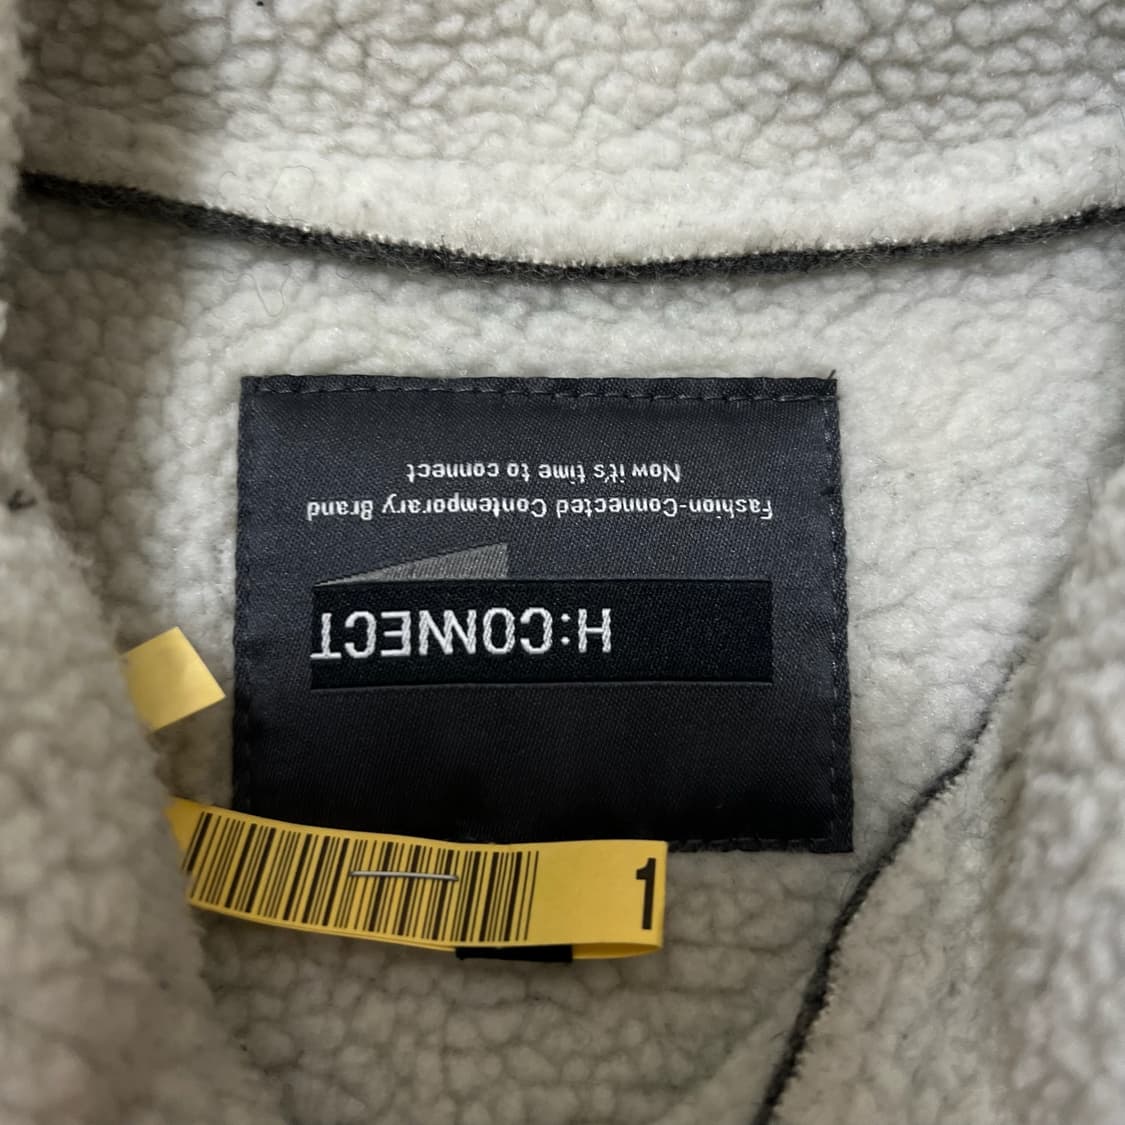 H:CONNECT
Fashion-Connected Contemporary Brand
Now it's time to connect
1